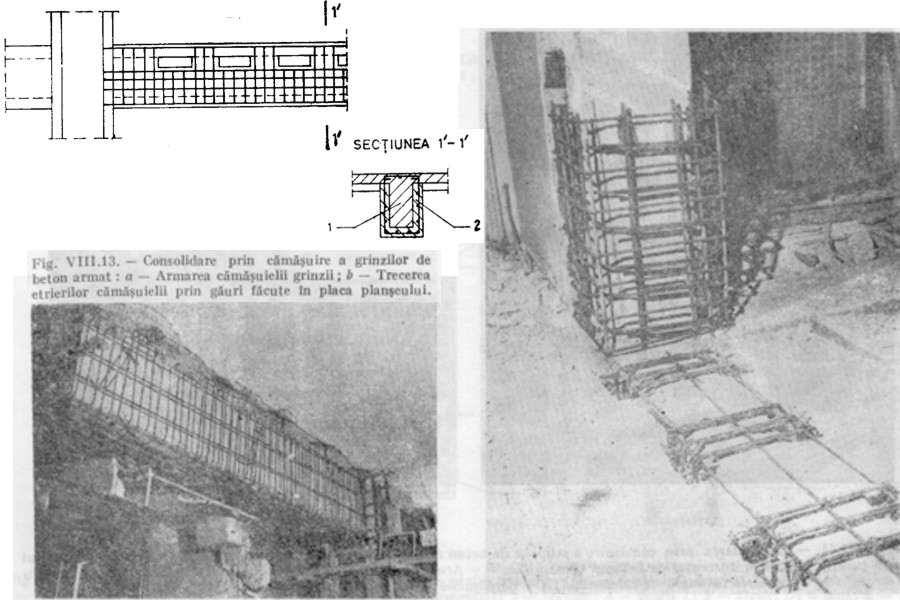 1'
1' SECȚIUNEA 1'-1'
1 2
Fig. VIII.13. — Consolidare prin cămășuire a grinzilor de
beton armat : a — Armarea cămășuielii grinzii ; b — Trecerea
etrierilor cămășuielii prin găuri făcute în placa planșeului.